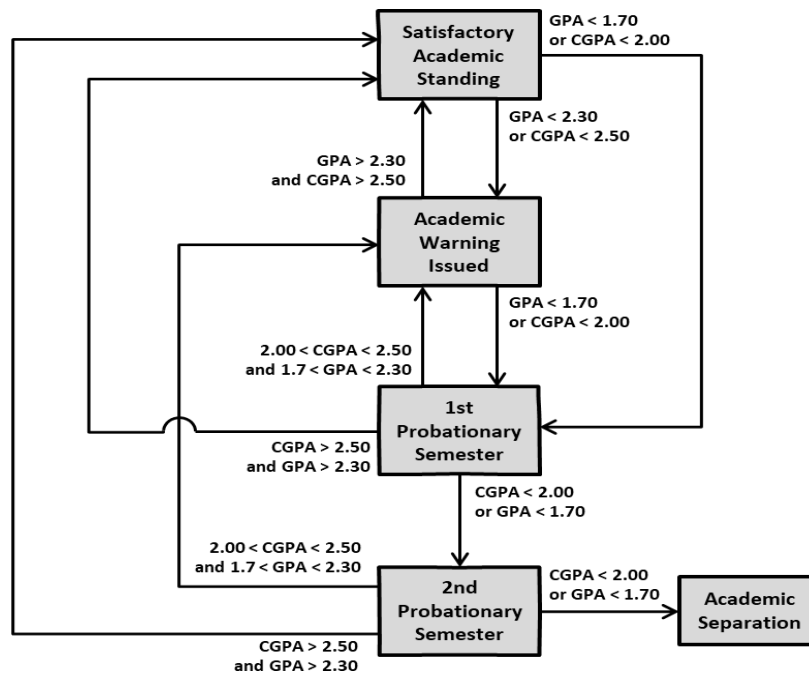 Satisfactory
Academic
Standing
GPA < 1.70
or CGPA < 2.00
GPA < 2.30
or CGPA < 2.50
GPA > 2.30
and CGPA > 2.50
Academic
Warning
Issued
GPA < 1.70
or CGPA < 2.00
2.00 < CGPA < 2.50
and 1.7 < GPA < 2.30
1st
Probationary
Semester
CGPA > 2.50
and GPA > 2.30
CGPA < 2.00
or GPA < 1.70
2.00 < CGPA < 2.50
and 1.7 < GPA < 2.30
2nd
Probationary
Semester
CGPA < 2.00
or GPA < 1.70
Academic
Separation
CGPA > 2.50
and GPA > 2.30